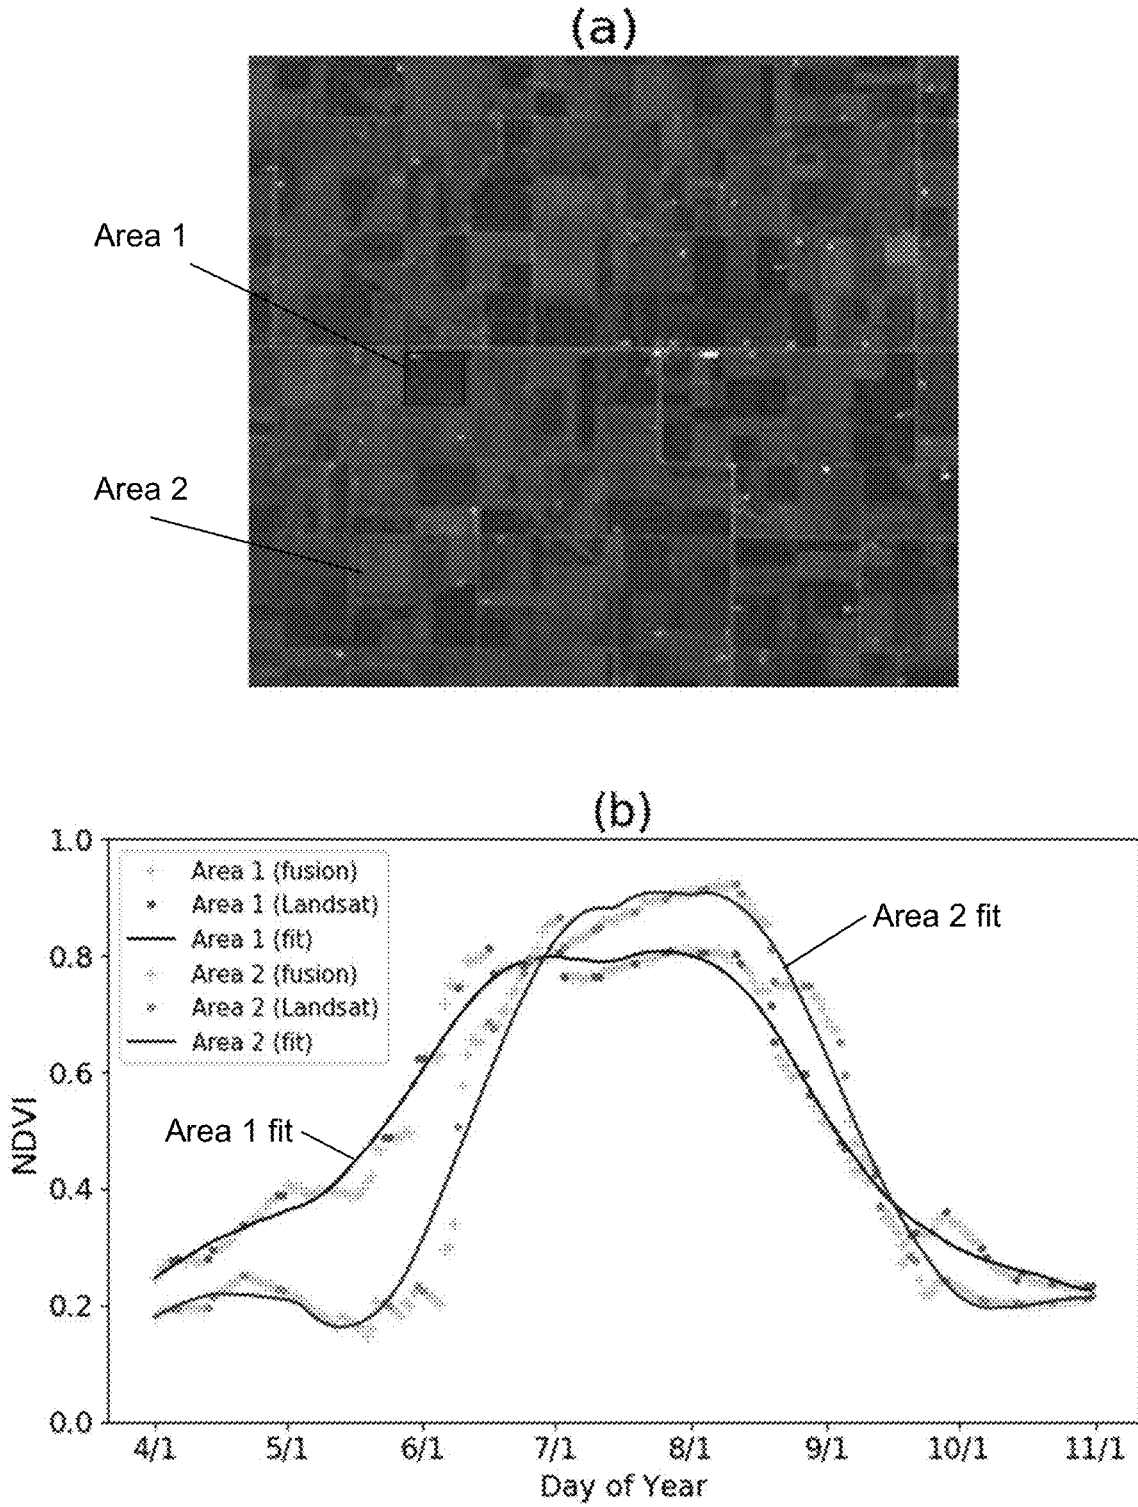 (a)
Area 1
Area 2
(b)
1.0
0.8
0.6
0.4
0.2
0.0
NDVI
Area 1 (fusion)
Area 1 (Landsat)
Area 1 (fit)
Area 2 (fusion)
Area 2 (Landsat)
Area 2 (fit)
Area 2 fit
Area 1 fit
4/1 5/1 6/1 7/1 8/1 9/1 10/1 11/1
Day of Year